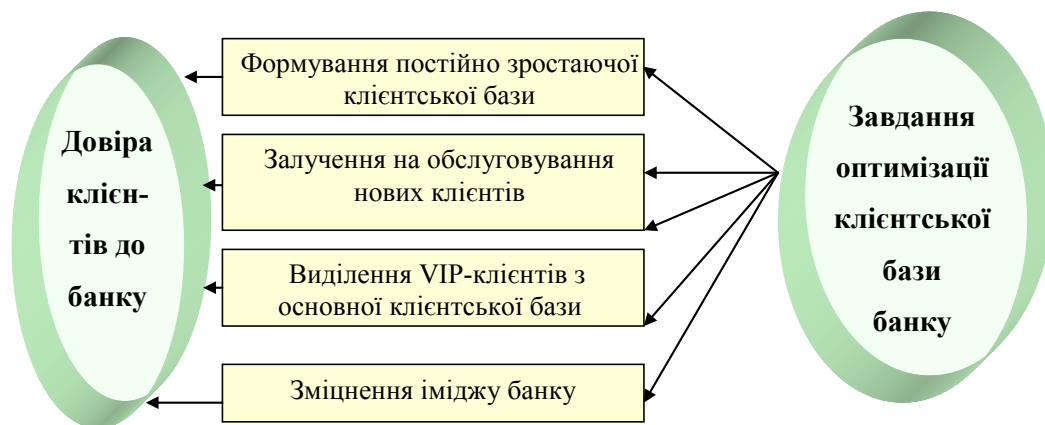 Довіра
клієн-
тів до
банку
Формування постійно зростаючої
клієнтської бази
Залучення на обслуговування
нових клієнтів
Виділення VIP-клієнтів з
основної клієнтської бази
Зміцнення іміджу банку
Завдання
оптимізації
клієнтської
бази
банку